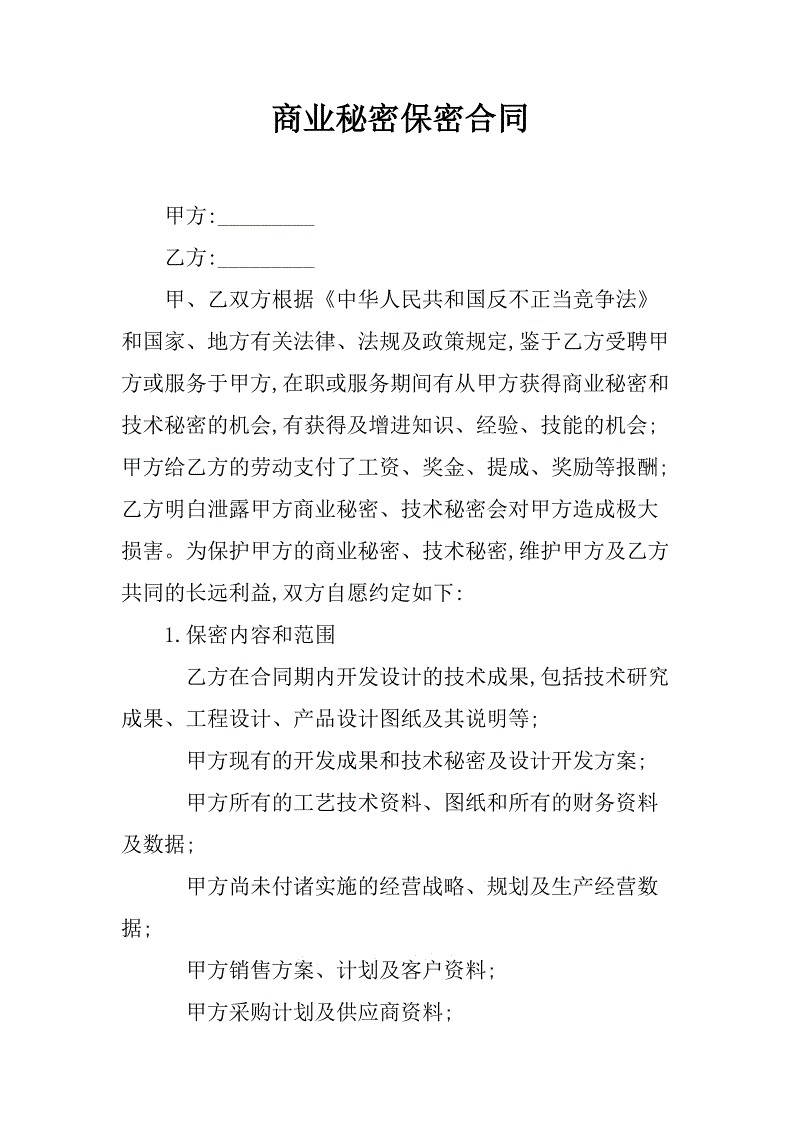 商业秘密保密合同
甲方:_________
乙方:_________
甲、乙双方根据《中华人民共和国反不正当竞争法》
和国家、地方有关法律、法规及政策规定,鉴于乙方受聘甲
方或服务于甲方,在职或服务期间有从甲方获得商业秘密和
技术秘密的机会,有获得及增进知识、经验、技能的机会;
甲方给乙方的劳动支付了工资、奖金、提成、奖励等报酬;
乙方明白泄露甲方商业秘密、技术秘密会对甲方造成极大
损害。为保护甲方的商业秘密、技术秘密,维护甲方及乙方
共同的长远利益,双方自愿约定如下:
1.保密内容和范围
乙方在合同期内开发设计的技术成果,包括技术研究
成果、工程设计、产品设计图纸及其说明等;
甲方现有的开发成果和技术秘密及设计开发方案;
甲方所有的工艺技术资料、图纸和所有的财务资料
及数据;
甲方尚未付诸实施的经营战略、规划及生产经营数
据;
甲方销售方案、计划及客户资料;
甲方采购计划及供应商资料;